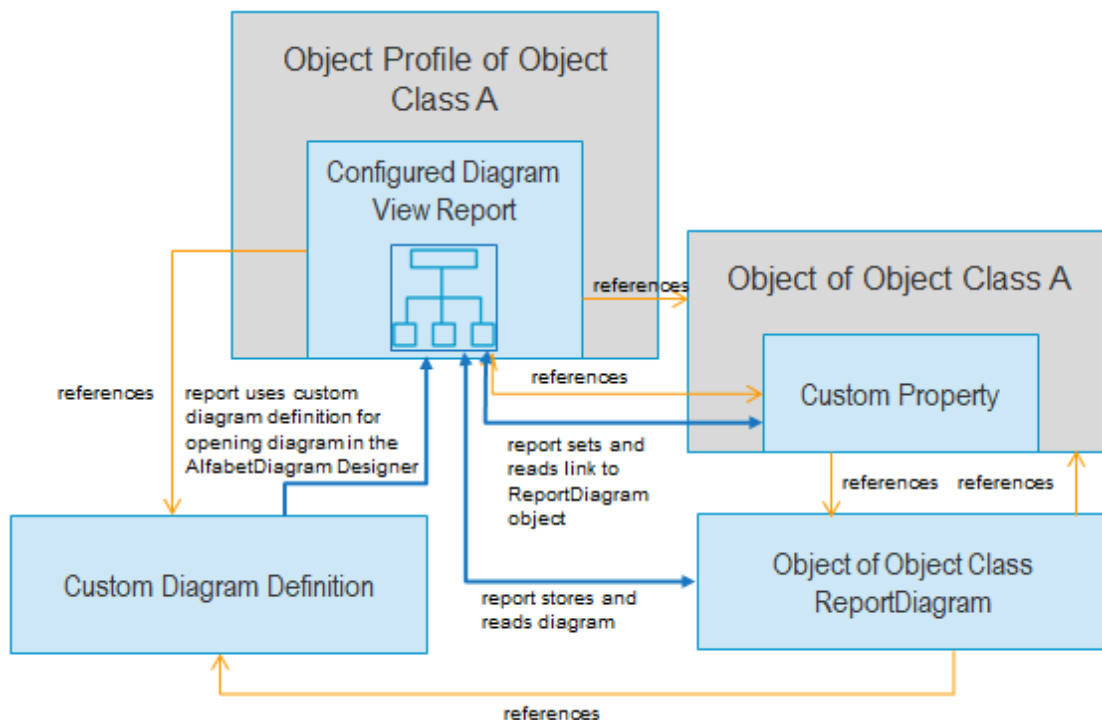 Object Profile of Object
Class A
Configured Diagram
View Report
references
Object of Object Class A
references
report uses custom
diagram definition for
opening diagram in the
AlfabetDiagram Designer
references
Custom Property
report sets and
reads link to
ReportDiagram
object
references
references
Custom Diagram Definition
Object of Object Class
ReportDiagram
report stores and
reads diagram
references